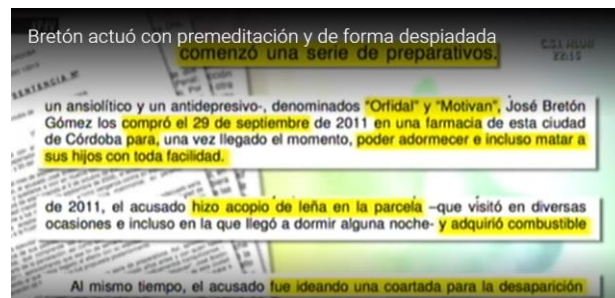 Bretón actuó con premeditación y de forma despiadada
comenzó una serie de preparativos.
22:15
SENTENCIA Nº
un ansiolítico y un antidepresivo-, denominados "Orfidal" y "Motivan", José Bretón
Gómez los compró el 29 de septiembre de 2011 en una farmacia de esta ciudad
de Córdoba para, una vez llegado el momento, poder adormecer e incluso matar a
sus hijos con toda facilidad.
de 2011, el acusado hizo acopio de leña en la parcela –que visitó en diversas
ocasiones e incluso en la que llegó a dormir alguna noche- y adquirió combustible
Al mismo tiempo, el acusado fue ideando una coartada para la desaparición